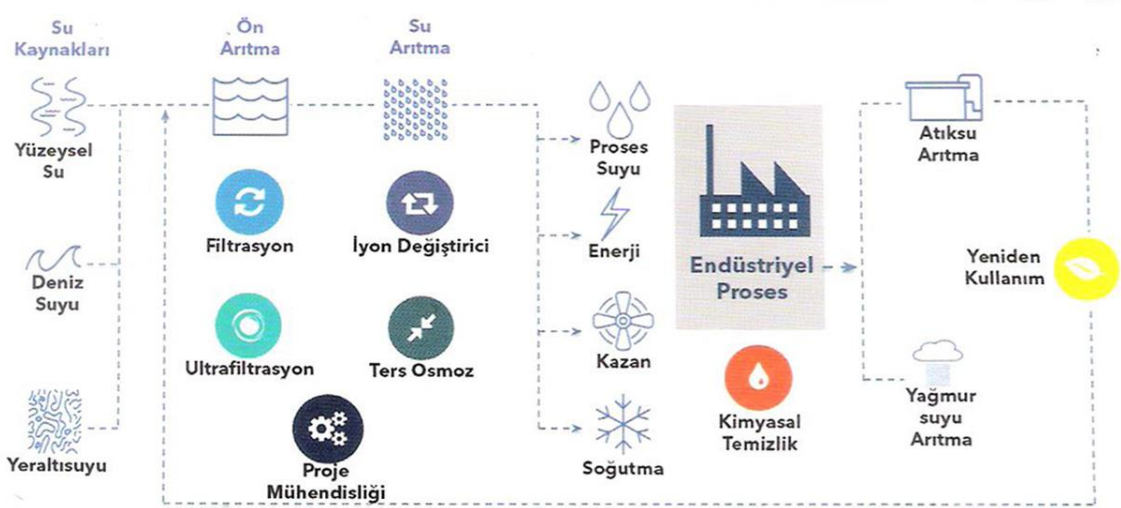 Su
Kaynakları
Ön
Arıtma
Su
Arıtma
Yüzeysel
Su
Deniz
Suyu
Yeraltısuyu
Filtrasyon
İyon Değiştirici
Ultrafiltrasyon
Ters Osmoz
Proje
Mühendisliği
Proses
Suyu
Enerji
Kazan
Soğutma
Endüstriyel
Proses
Kimyasal
Temizlik
Atıksu
Arıtma
Yeniden
Kullanım
Yağmur
suyu
Arıtma